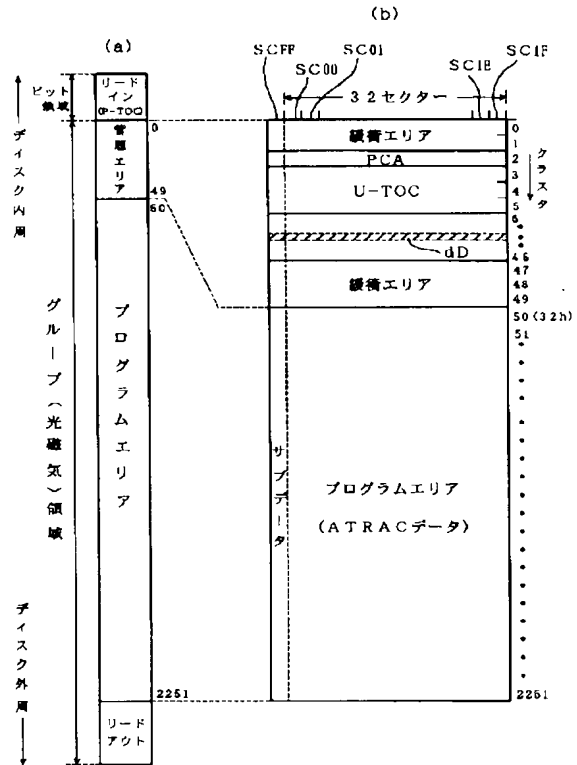 (a)
(b)
ディスク内周
ピット領域
リードイン(P-TOC)
管理エリア
0
49
50
グルーブ(光磁気)領域
プログラムエリア
2251
リードアウト
ディスク外周
SCFF
SC00
SC01
SC1E
SC1F
32セクター
緩衝エリア
PCA
U-TOC
dD
緩衝エリア
サブデータ
プログラムエリア
(ATRACデータ)
クラスタ
0
1
2
3
4
5
6
46
47
48
49
50(32h)
51
2251